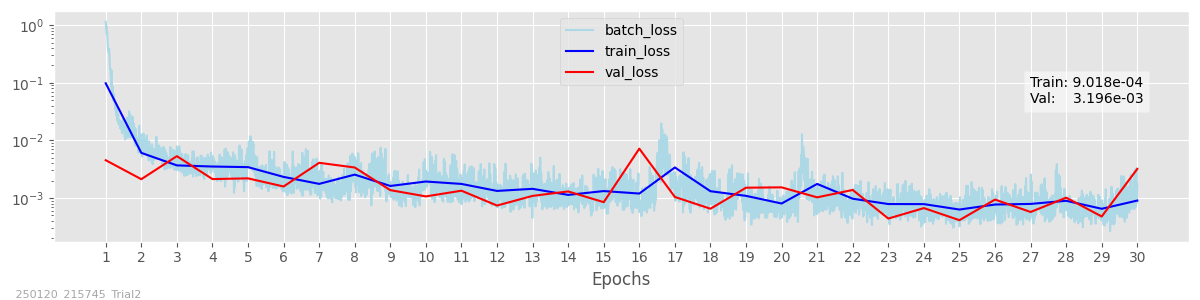 10^0
10^-1
10^-2
10^-3
batch_loss
train_loss
val_loss
Train: 9.018e-04
Val: 3.196e-03
1 2 3 4 5 6 7 8 9 10 11 12 13 14 15 16 17 18 19 20 21 22 23 24 25 26 27 28 29 30
Epochs
250120_215745_Trial2